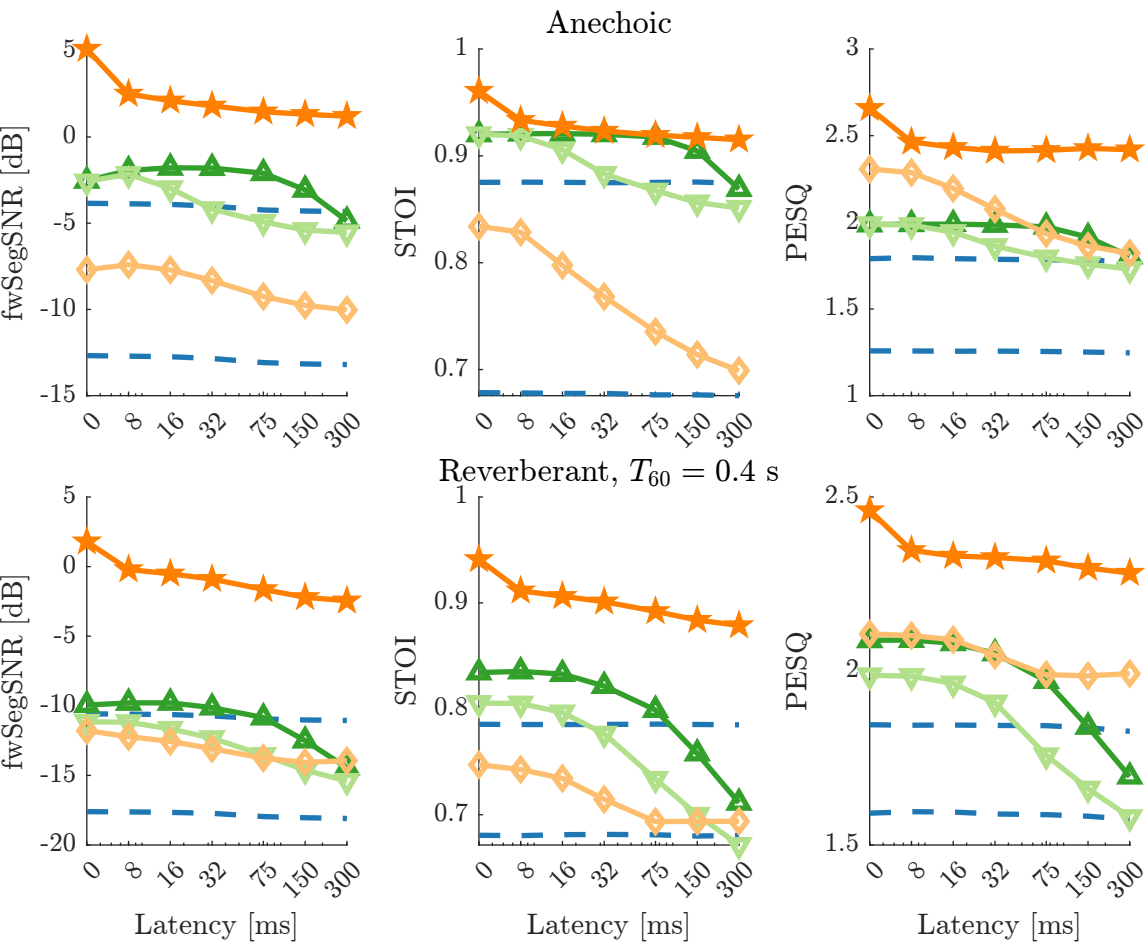 Anechoic
fwSegSNR [dB]
5
0
-5
-10
-15
0 8 16 32 75 150 300
STOI
1
0.9
0.8
0.7
0 8 16 32 75 150 300
PESQ
3
2.5
2
1.5
1
0 8 16 32 75 150 300
Reverberant, T60 = 0.4 s
fwSegSNR [dB]
5
0
-5
-10
-15
-20
0 8 16 32 75 150 300
Latency [ms]
STOI
1
0.9
0.8
0.7
0 8 16 32 75 150 300
Latency [ms]
PESQ
2.5
2
1.5
0 8 16 32 75 150 300
Latency [ms]